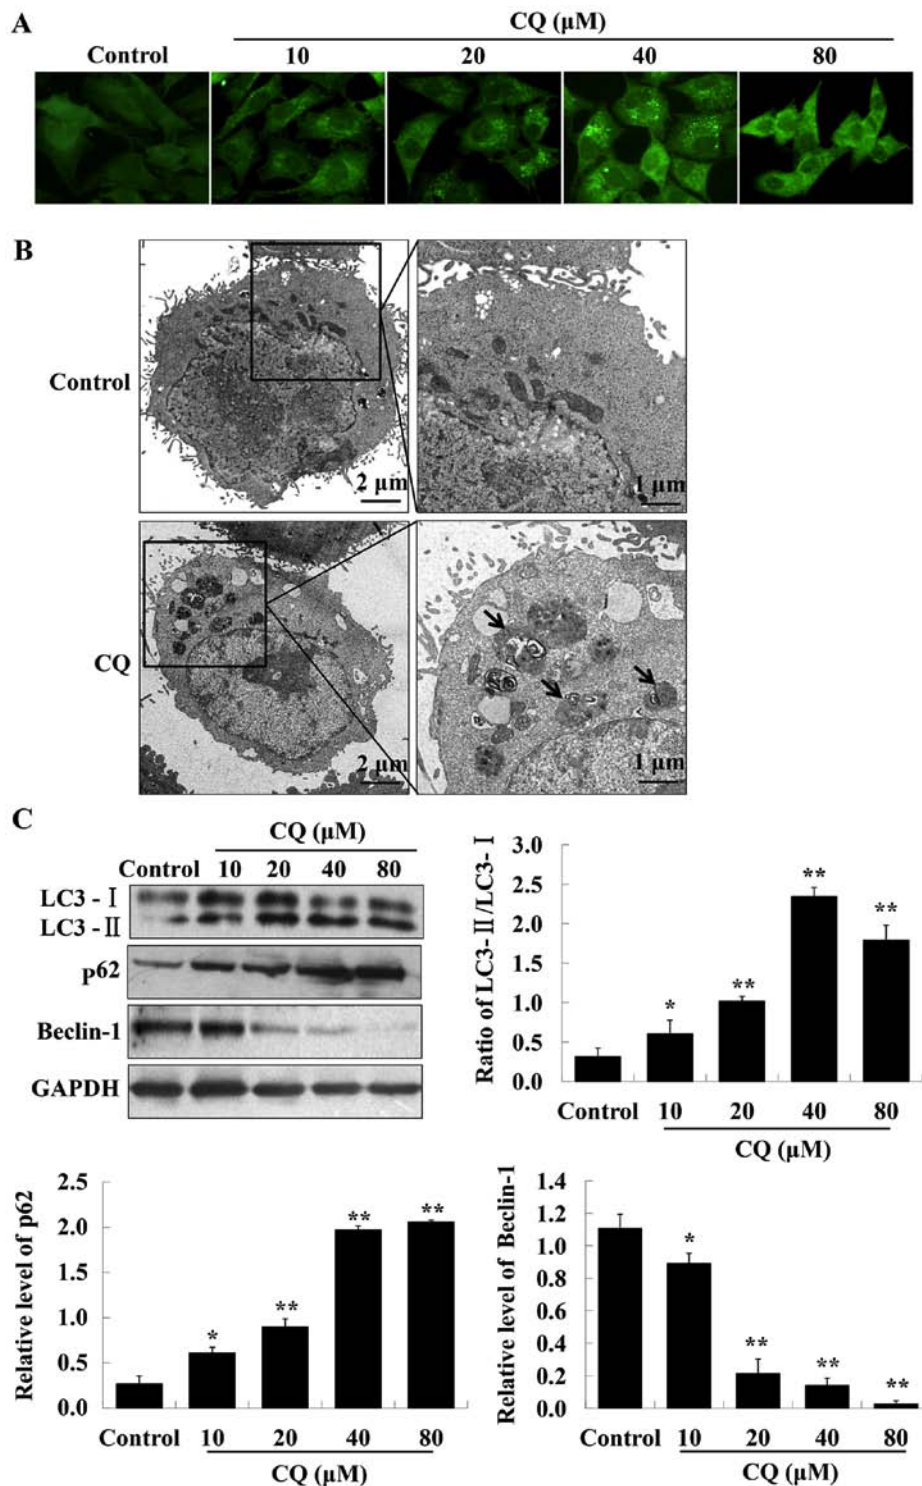 A
CQ (μM)
Control 10 20 40 80
B
Control
2 μm
1 μm
CQ
2 μm
1 μm
C
CQ (μM)
Control 10 20 40 80
LC3 - Ⅰ
LC3 - Ⅱ
p62
Beclin-1
GAPDH
Ratio of LC3-Ⅱ/LC3-Ⅰ
3.0
2.5
2.0
1.5
1.0
0.5
0.0
* ** ** **
Control 10 20 40 80
CQ (μM)
Relative level of p62
2.5
2.0
1.5
1.0
0.5
0.0
* ** ** **
Control 10 20 40 80
CQ (μM)
Relative level of Beclin-1
1.4
1.2
1.0
0.8
0.6
0.4
0.2
0.0
* ** ** **
Control 10 20 40 80
CQ (μM)